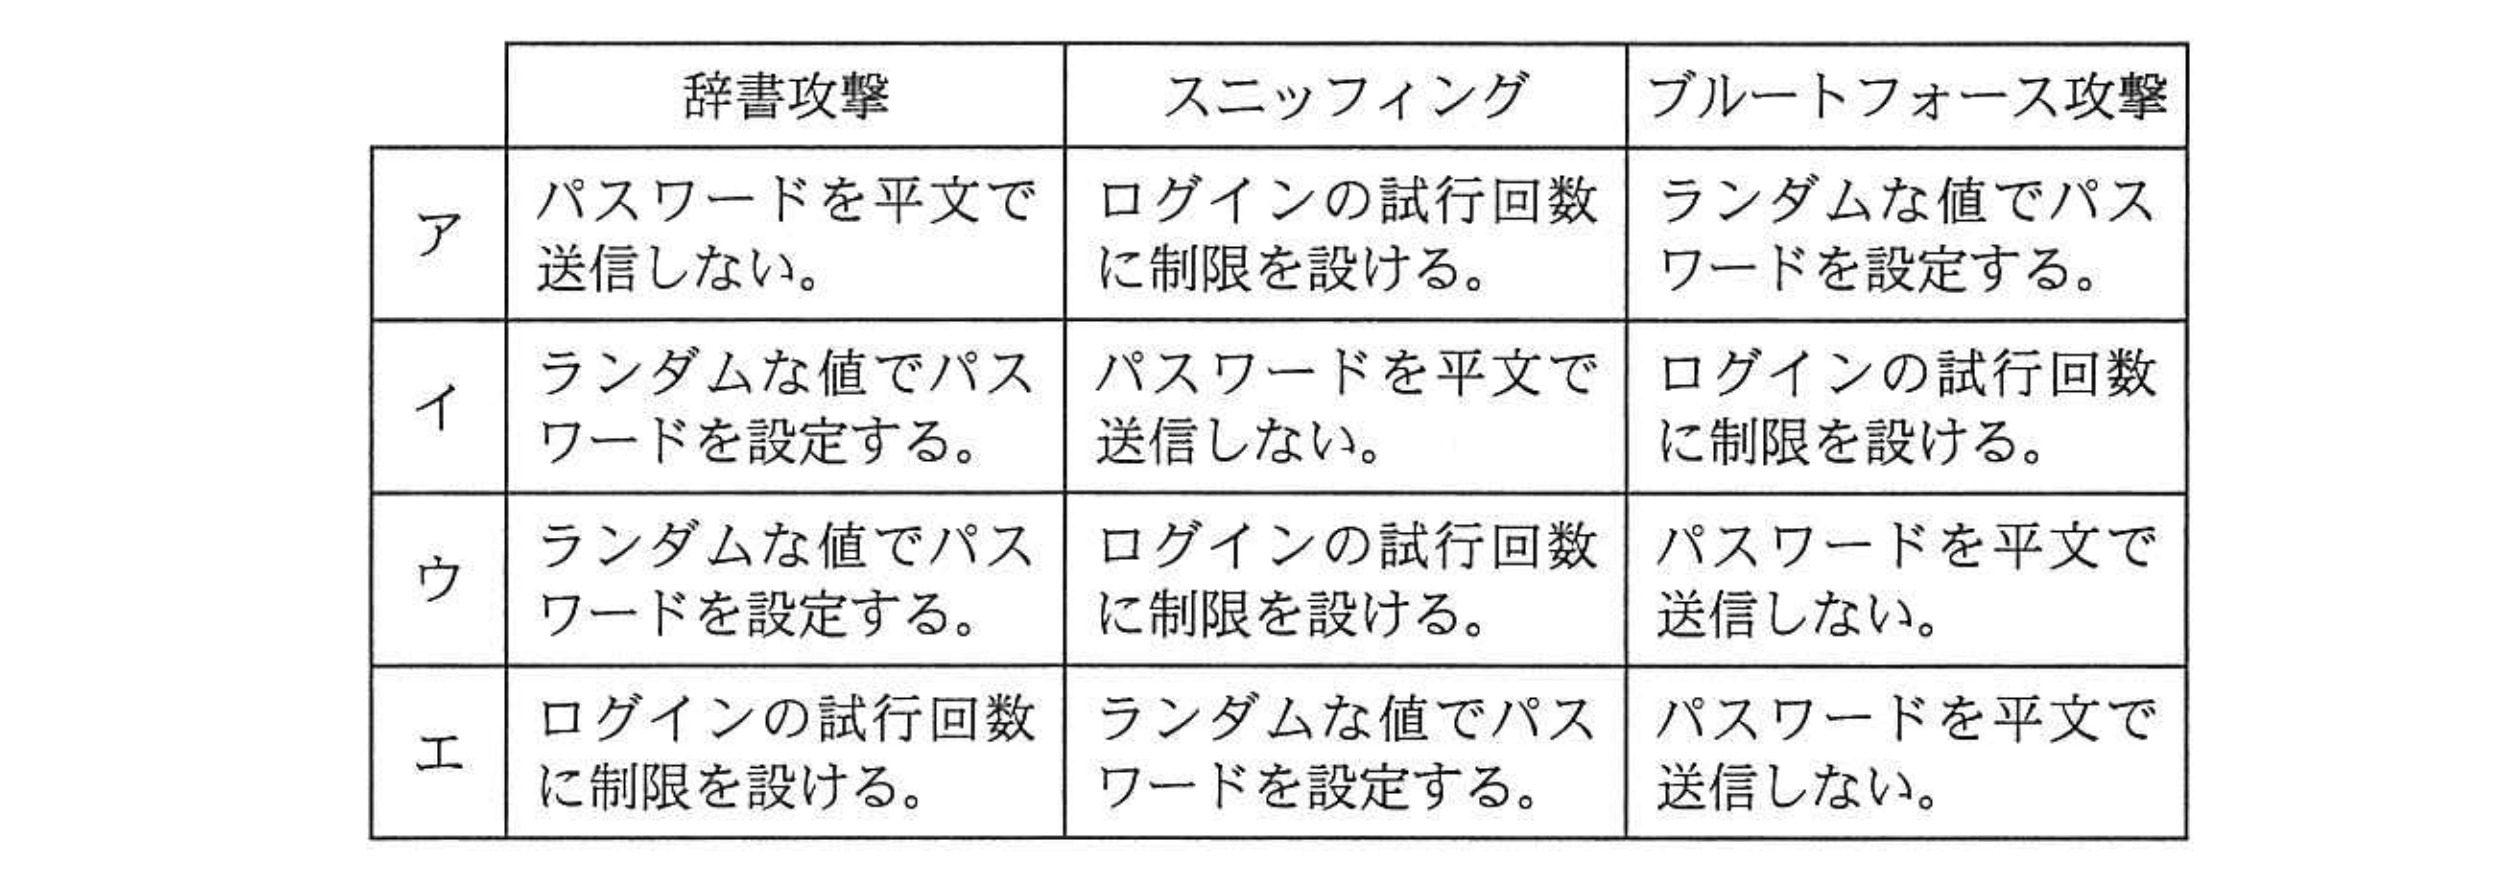 辞書攻撃 スニッフィング ブルートフォース攻撃
ア
パスワードを平文で
送信しない。
ログインの試行回数
に制限を設ける。
ランダムな値でパス
ワードを設定する。
イ
ランダムな値でパス
ワードを設定する。
パスワードを平文で
送信しない。
ログインの試行回数
に制限を設ける。
ウ
ランダムな値でパス
ワードを設定する。
ログインの試行回数
に制限を設ける。
パスワードを平文で
送信しない。
エ
ログインの試行回数
に制限を設ける。
ランダムな値でパス
ワードを設定する。
パスワードを平文で
送信しない。